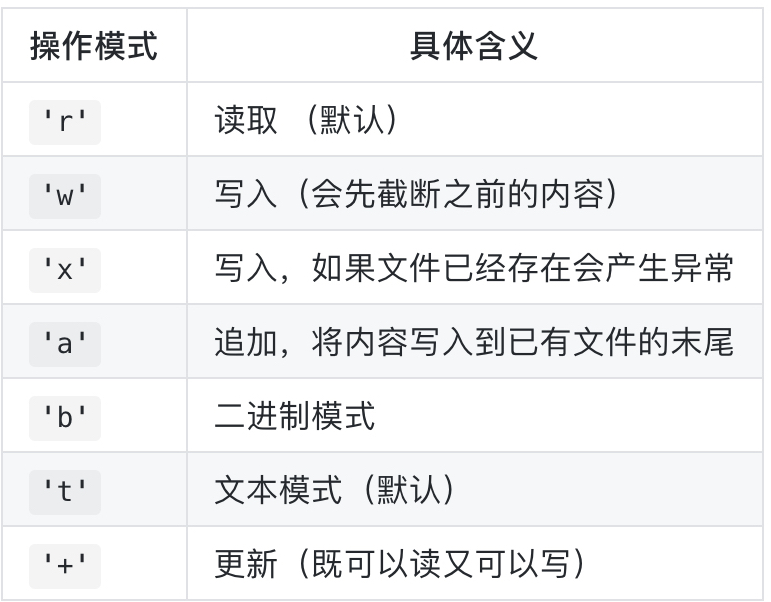 操作模式 具体含义
'r' 读取 （默认）
'w' 写入（会先截断之前的内容）
'x' 写入，如果文件已经存在会产生异常
'a' 追加，将内容写入到已有文件的末尾
'b' 二进制模式
't' 文本模式（默认）
'+' 更新（既可以读又可以写）